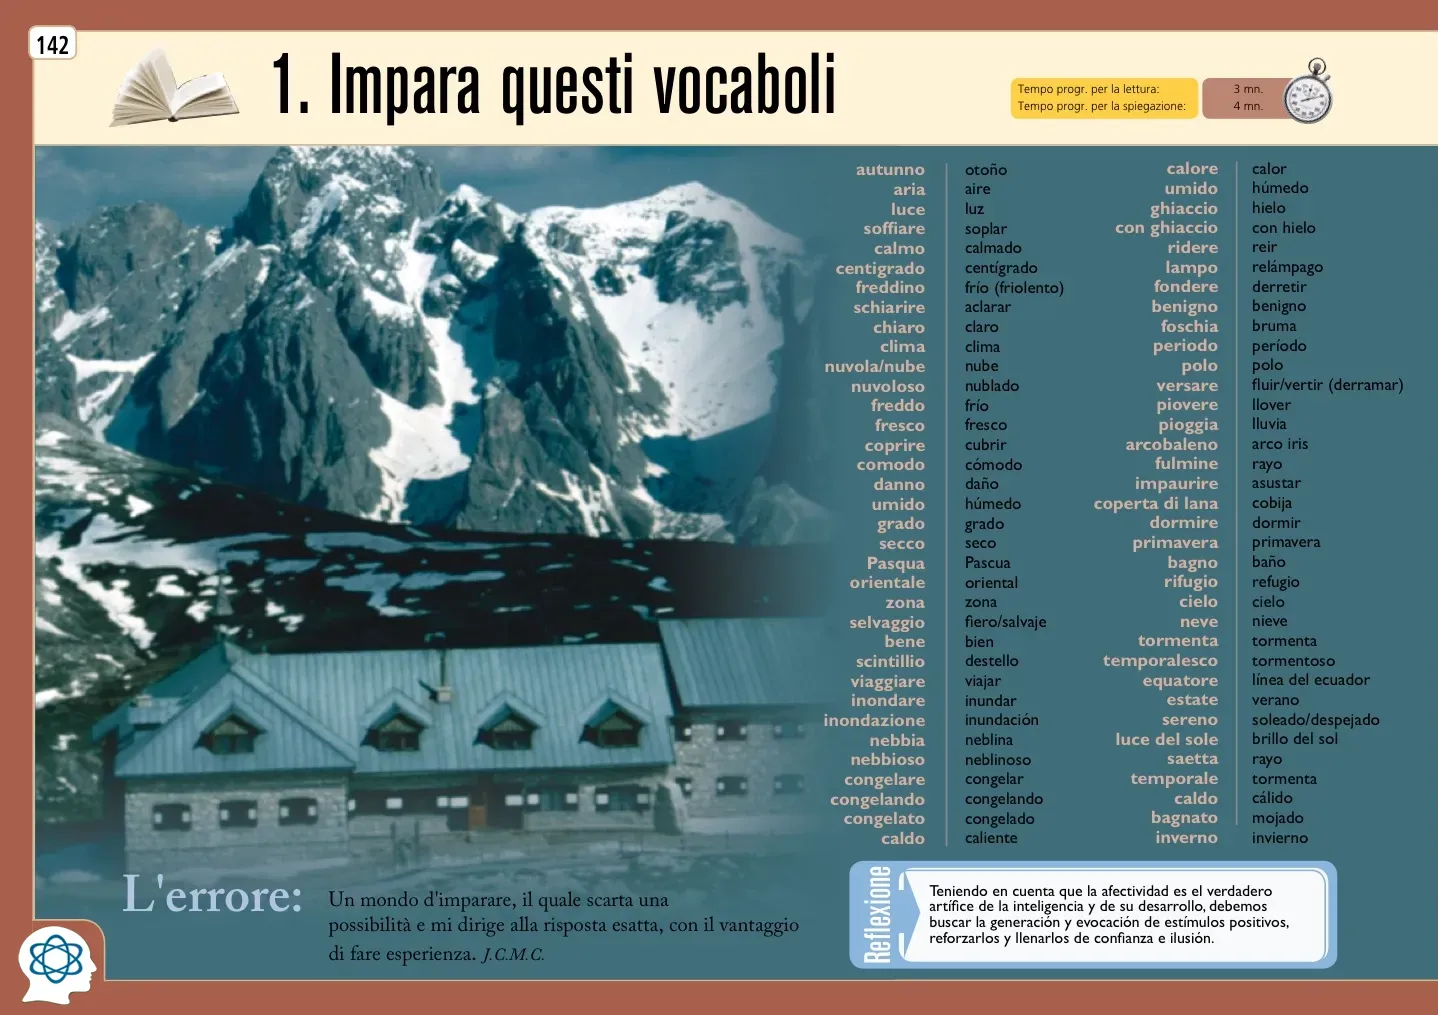 142
1. Impara questi vocaboli
Tempo progr. per la lettura: 3 mn.
Tempo progr. per la spiegazione: 4 mn.
autunno otoño
aria aire
luce luz
soffiare soplar
calmo calmado
centigrado centígrado
freddino frío (friolento)
schiarire aclarar
chiaro claro
clima clima
nuvola/nube nube
nuvoloso nublado
freddo frío
fresco fresco
coprire cubrir
comodo cómodo
danno daño
umido húmedo
grado grado
secco seco
Pasqua Pascua
orientale oriental
zona zona
selvaggio fiero/salvaje
bene bien
scintillio destello
viaggiare viajar
inondare inundar
inondazione inundación
nebbia neblina
nebbioso neblinoso
congelare congelar
congelando congelando
congelato congelado
caldo caliente
calore calor
umido húmedo
ghiaccio hielo
con ghiaccio con hielo
ridere reir
lampo relámpago
fondere derretir
benigno benigno
foschia bruma
periodo período
polo polo
versare fluir/vertir (derramar)
piovere llover
pioggia lluvia
arcobaleno arco iris
fulmine rayo
impaurire asustar
coperta di lana cobija
dormire dormir
primavera primavera
bagno baño
rifugio refugio
cielo cielo
neve nieve
tormenta tormenta
temporalesco tormentoso
equatore línea del ecuador
estate verano
sereno soleado/despejado
luce del sole brillo del sol
saetta rayo
temporale tormenta
caldo cálido
bagnato mojado
inverno invierno
L'errore:
Un mondo d'imparare, il quale scarta una
possibilità e mi dirige alla risposta esatta, con il vantaggio
di fare esperienza. J.C.M.C.
Reflexione
Teniendo en cuenta que la afectividad es el verdadero
artífice de la inteligencia y de su desarrollo, debemos
buscar la generación y evocación de estímulos positivos,
reforzarlos y llenarlos de confianza e ilusión.